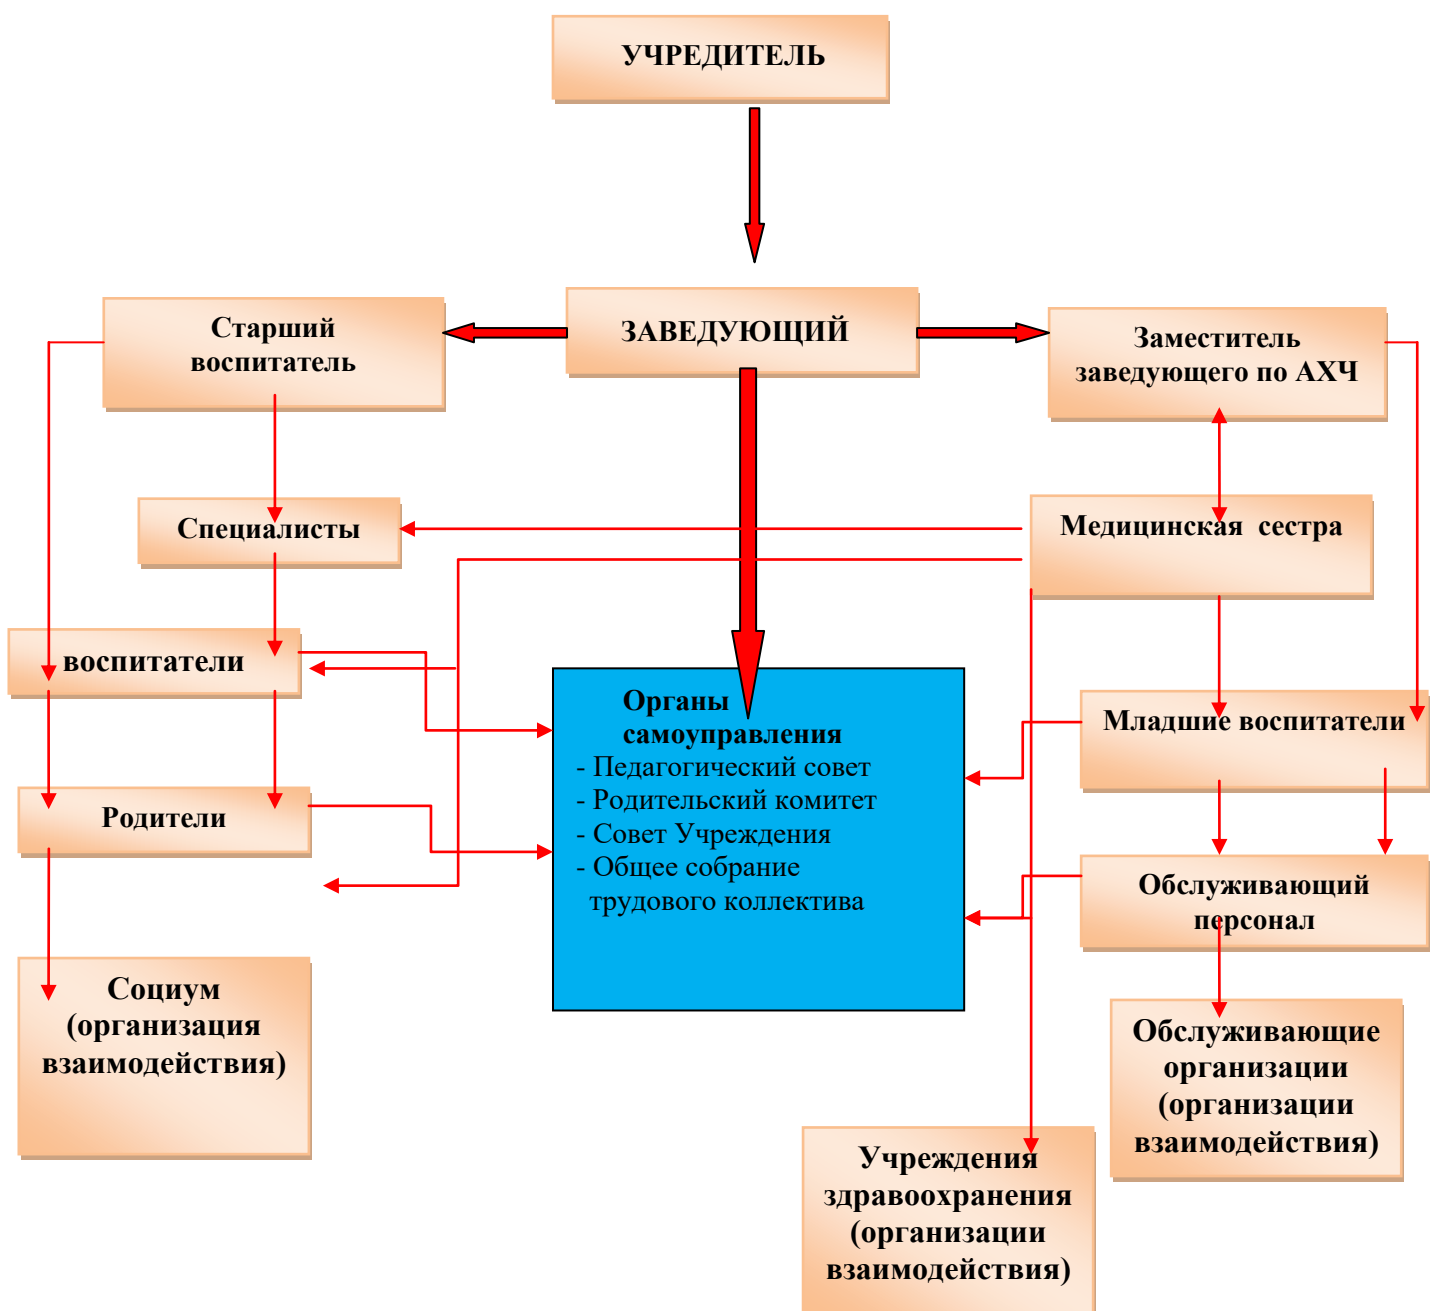 УЧРЕДИТЕЛЬ
Старший
воспитатель
ЗАВЕДУЮЩИЙ
Заместитель
заведующего по АХЧ
Специалисты
Медицинская сестра
воспитатели
Органы
самоуправления
- Педагогический совет
- Родительский комитет
- Совет Учреждения
- Общее собрание
трудового коллектива
Младшие воспитатели
Родители
Обслуживающий
персонал
Социум
(организация
взаимодействия)
Обслуживающие
организации
(организации
взаимодействия)
Учреждения
здравоохранения
(организации
взаимодействия)